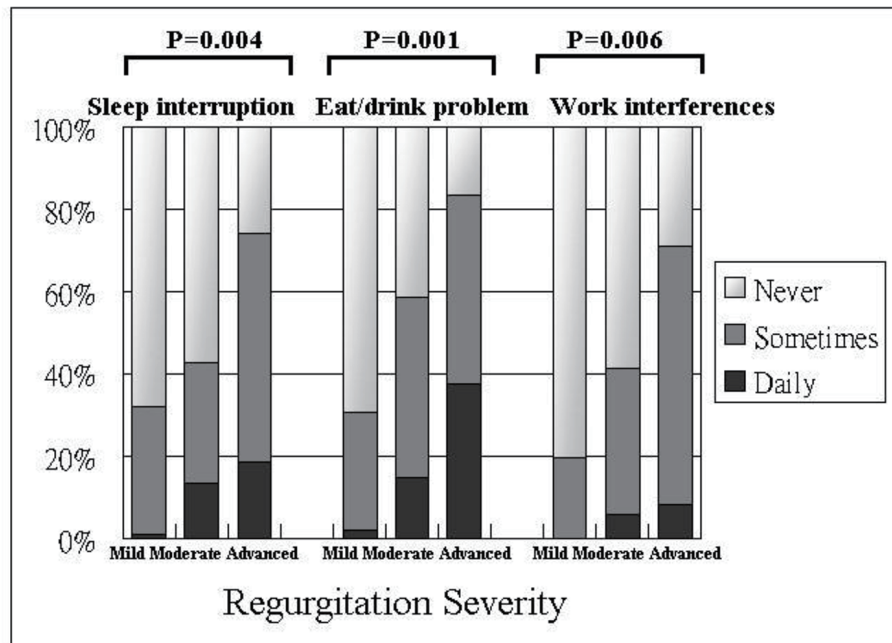 P=0.004 P=0.001 P=0.006
Sleep interruption Eat/drink problem Work interferences
100%
80%
60%
40%
20%
0%
Never
Sometimes
Daily
Mild Moderate Advanced Mild Moderate Advanced Mild Moderate Advanced
Regurgitation Severity